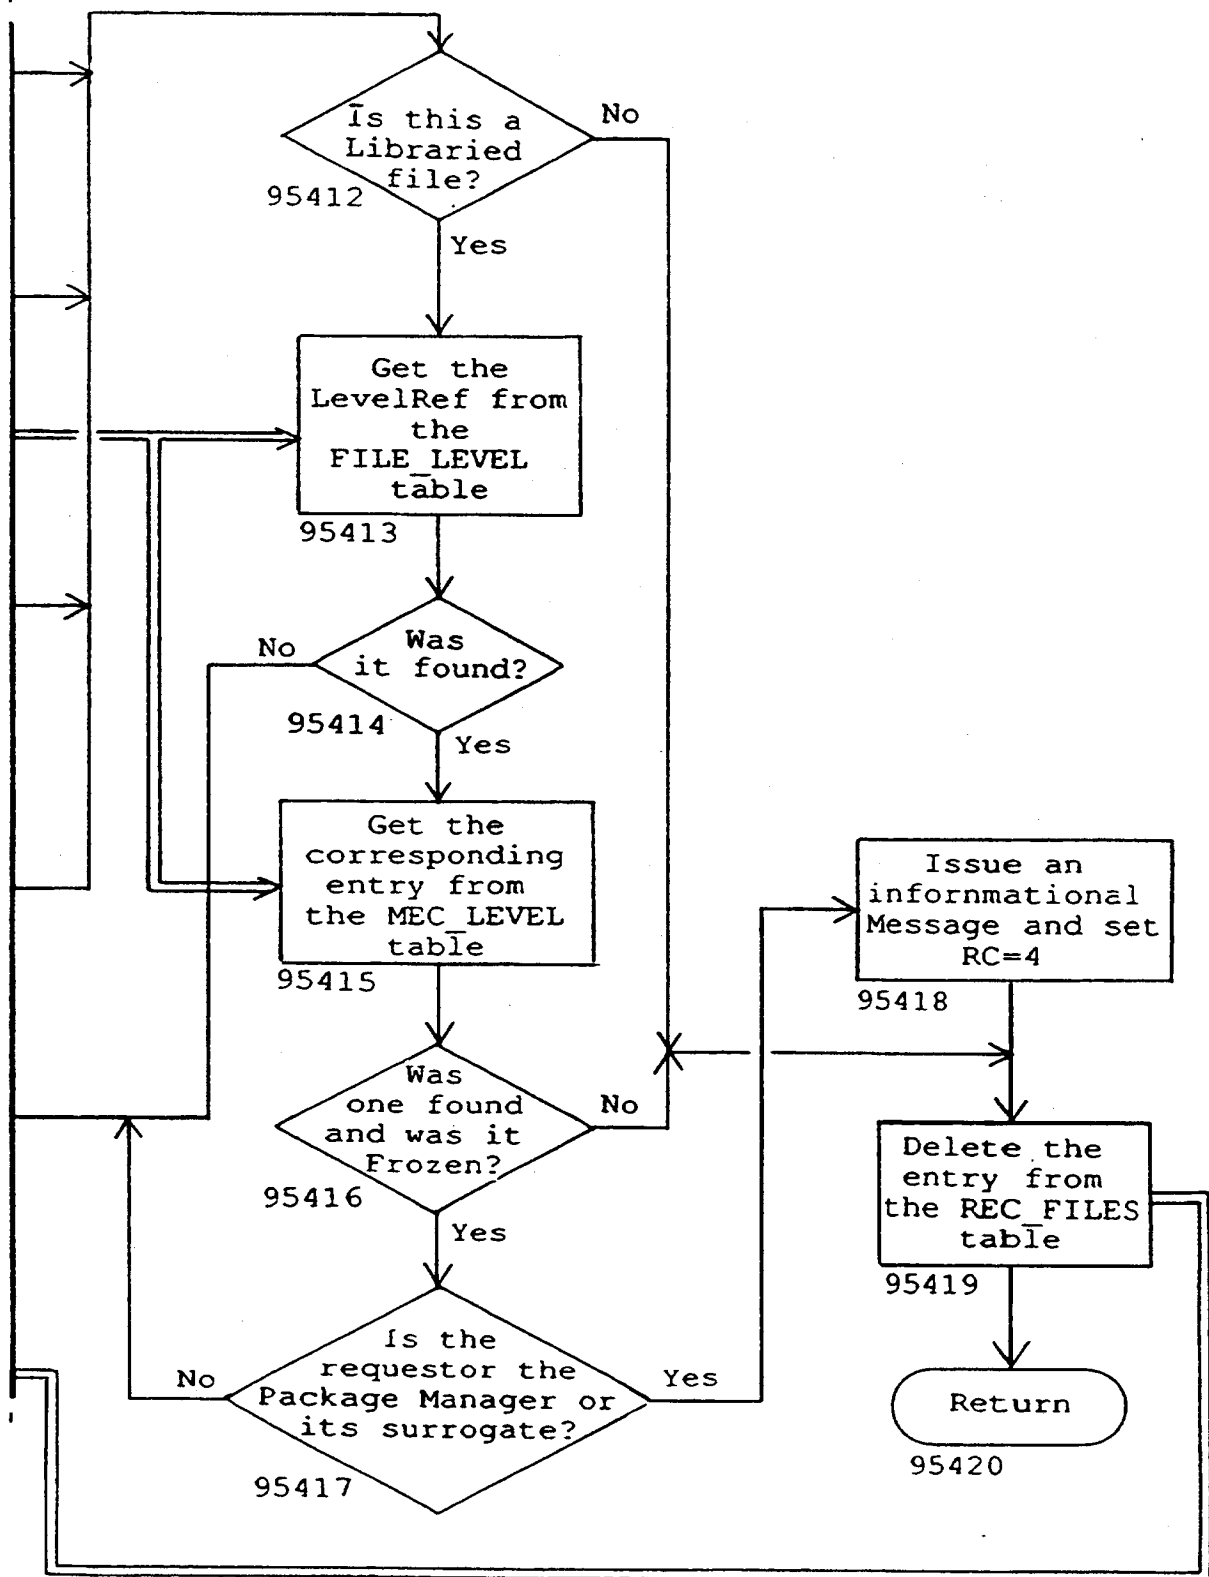 Is this a
Libraried
file?
No
95412
Yes
Get the
LevelRef from
the
FILE_LEVEL
table
95413
No
Was
it found?
95414
Yes
Get the
corresponding
entry from
the MEC_LEVEL
table
95415
Issue an
infornmational
Message and set
RC=4
95418
Was
one found
and was it
Frozen?
No
95416
Yes
Delete the
entry from
the REC_FILES
table
95419
Is the
requestor the
Package Manager or
its surrogate?
No
Yes
95417
Return
95420